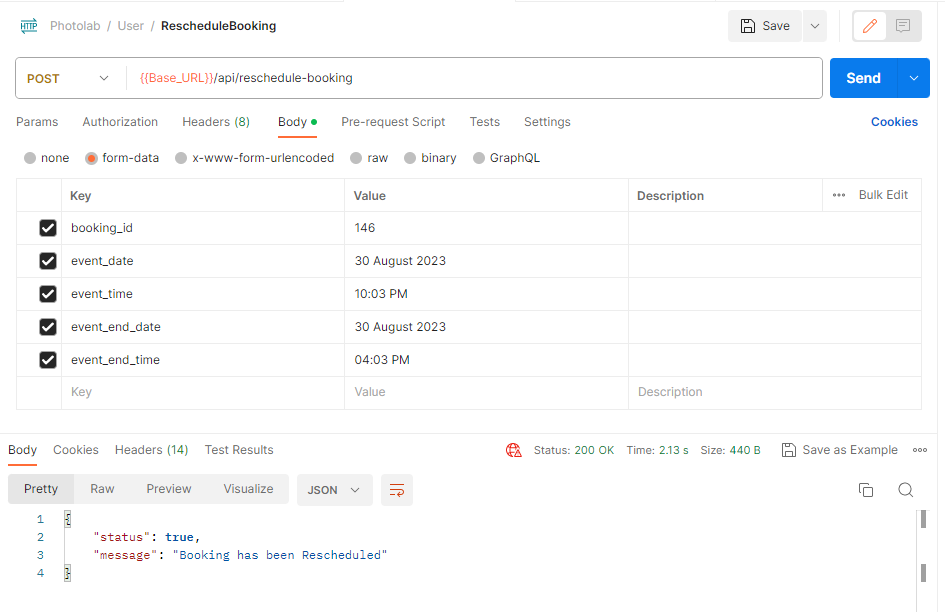 HTTP Photolab / User / RescheduleBooking Save
POST {{Base_URL}}/api/reschedule-booking Send
Params Authorization Headers (8) Body Pre-request Script Tests Settings Cookies
none form-data x-www-form-urlencoded raw binary GraphQL
Key Value Description Bulk Edit
booking_id 146
event_date 30 August 2023
event_time 10:03 PM
event_end_date 30 August 2023
event_end_time 04:03 PM
Key Value Description
Body Cookies Headers (14) Test Results Status: 200 OK Time: 2.13 s Size: 440 B Save as Example
Pretty Raw Preview Visualize JSON
1 {
2 "status": true,
3 "message": "Booking has been Rescheduled"
4 }